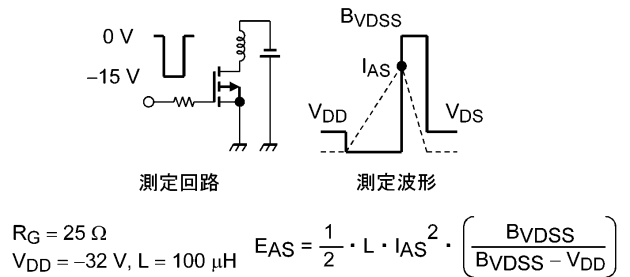 0 V
−15 V
BVDSS
IAS
VDD
VDS
測定回路
測定波形
RG = 25 Ω
VDD = −32 V, L = 100 μH
EAS = 1/2 · L · IAS² · (BVDSS / (BVDSS − VDD))